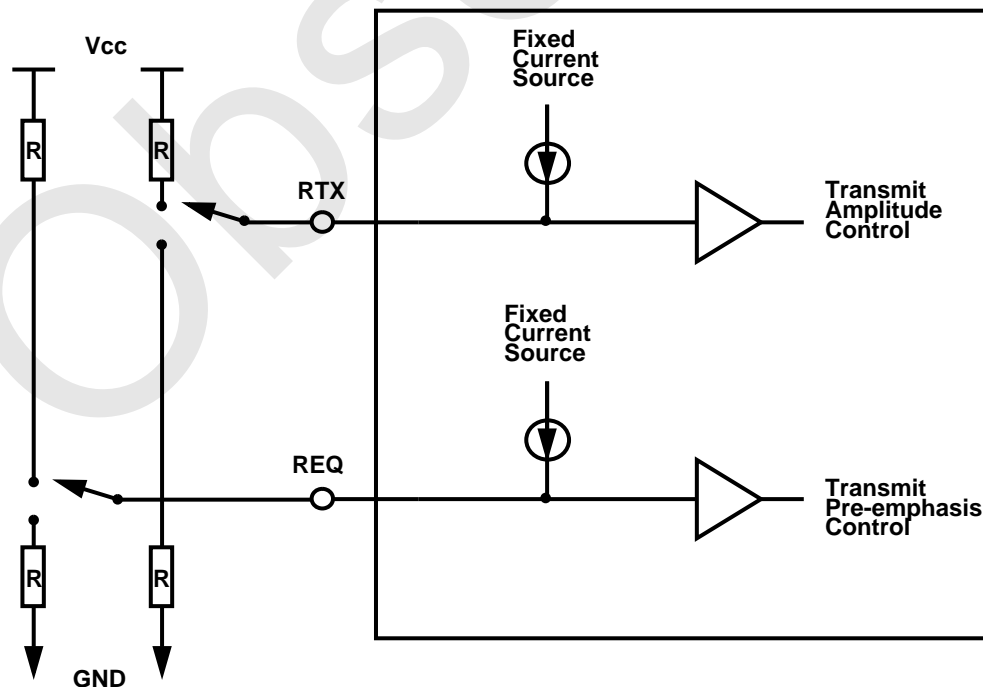 Vcc
Fixed
Current
Source
R
R
RTX
Transmit
Amplitude
Control
Fixed
Current
Source
REQ
Transmit
Pre-emphasis
Control
R
R
GND